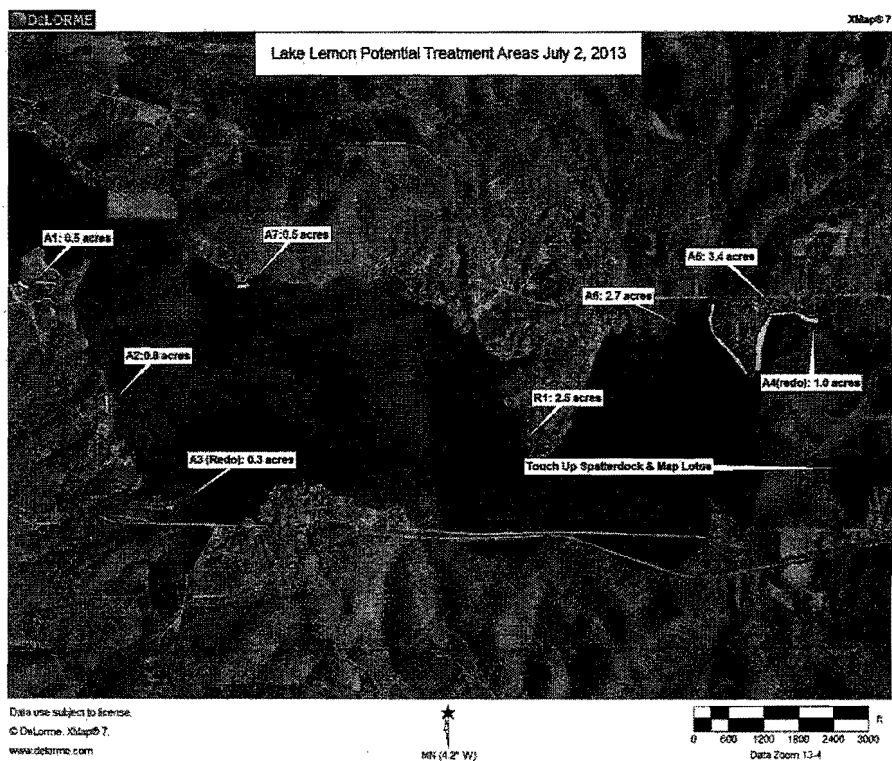 DELORME
XMap® 7
Lake Lemon Potential Treatment Areas July 2, 2013
A1: 0.5 acres
A7:0.5 acres
A5: 3.4 acres
A6: 2.7 acres
A2:0.8 acres
A4(redo): 1.0 acres
R1: 2.5 acres
A3 (Redo): 0.3 acres
Touch Up Spatterdock & Map Lotus
Data use subject to license.
© DeLorme. XMap® 7.
www.delorme.com
MN (4.2° W)
ft
0 600 1200 1800 2400 3000
Data Zoom 13-4